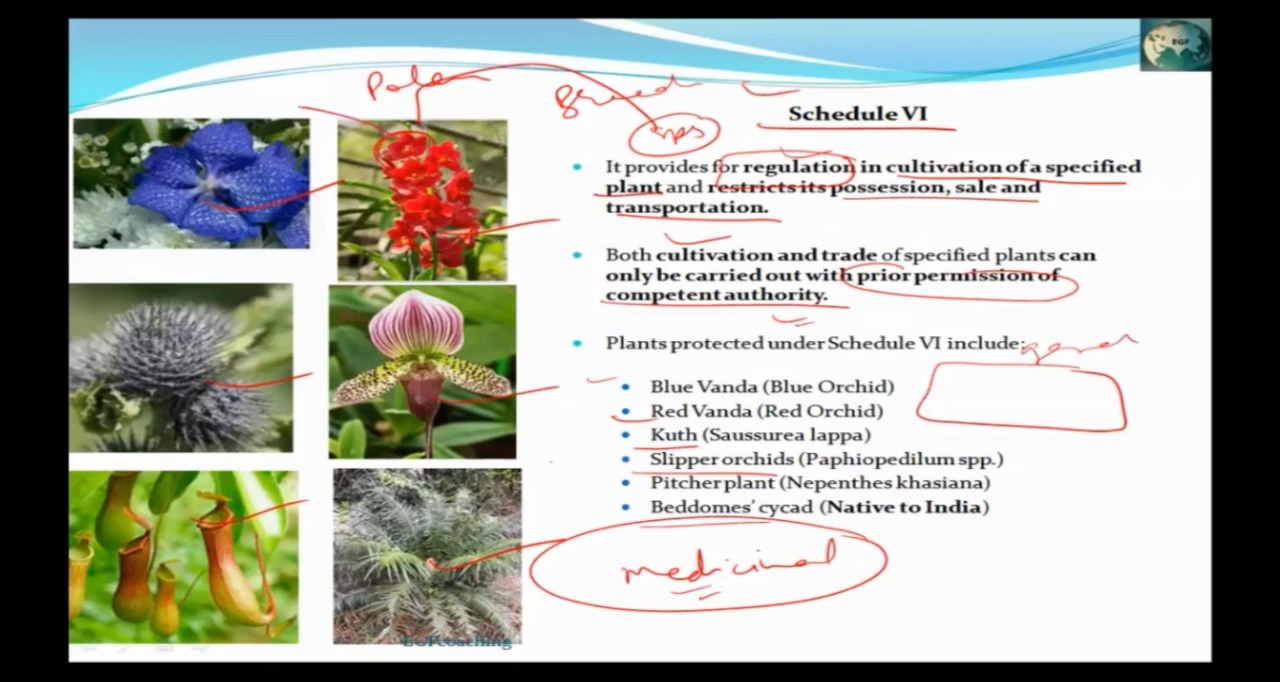 EGF
Breed
Schedule VI
It provides for regulation in cultivation of a specified
plant and restricts its possession, sale and
transportation.
Both cultivation and trade of specified plants can
only be carried out with prior permission of
competent authority.
Plants protected under Schedule VI include:
Blue Vanda (Blue Orchid)
Red Vanda (Red Orchid)
Kuth (Saussurea lappa)
Slipper orchids (Paphiopedilum spp.)
Pitcher plant (Nepenthes khasiana)
Beddomes' cycad (Native to India)
medicinal
EGFcoaching